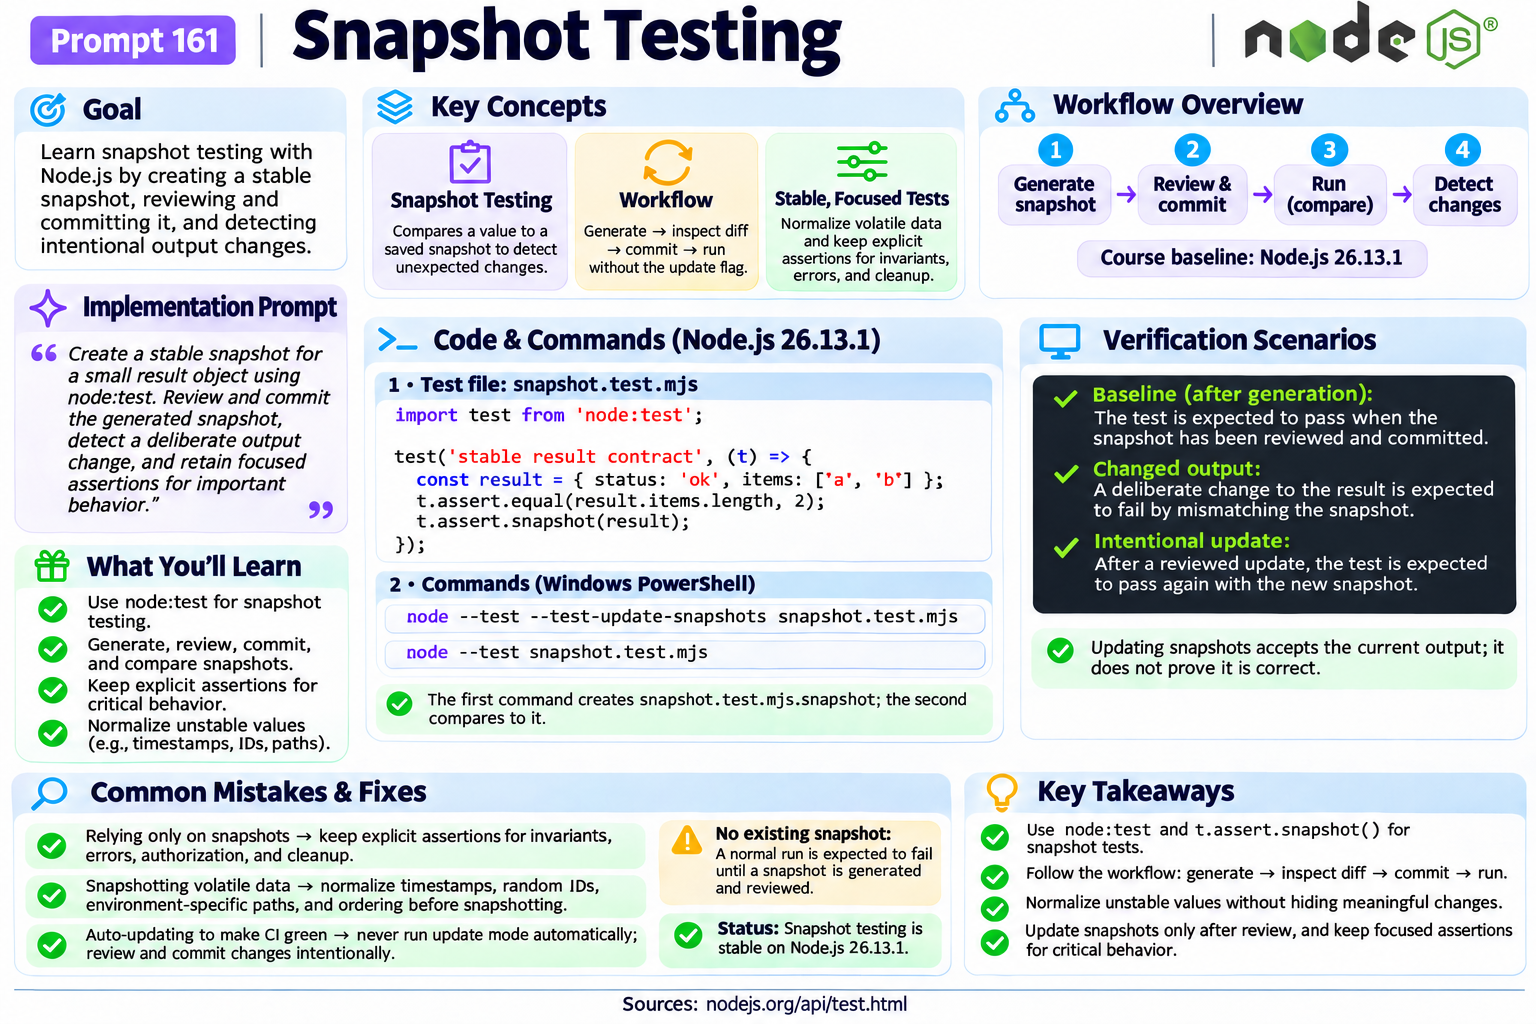 Prompt 161
Snapshot Testing
node JS ®
Goal
Learn snapshot testing with
Node.js by creating a stable
snapshot, reviewing and
committing it, and detecting
intentional output changes.
Key Concepts
Snapshot Testing
Compares a value to a
saved snapshot to detect
unexpected changes.
Workflow
Generate → inspect diff
→ commit → run
without the update flag.
Stable, Focused Tests
Normalize volatile data
and keep explicit
assertions for invariants,
errors, and cleanup.
Workflow Overview
1
Generate
snapshot
→
2
Review &
commit
→
3
Run
(compare)
→
4
Detect
changes
Course baseline: Node.js 26.13.1
Implementation Prompt
“ Create a stable snapshot for
a small result object using
node:test. Review and commit
the generated snapshot,
detect a deliberate output
change, and retain focused
assertions for important
behavior.”
”
What You’ll Learn
Use node:test for snapshot
testing.
Generate, review, commit,
and compare snapshots.
Keep explicit assertions for
critical behavior.
Normalize unstable values
(e.g., timestamps, IDs, paths).
>_ Code & Commands (Node.js 26.13.1)
1 • Test file: snapshot.test.mjs
import test from 'node:test';
test('stable result contract', (t) => {
const result = { status: 'ok', items: ['a', 'b'] };
t.assert.equal(result.items.length, 2);
t.assert.snapshot(result);
});
2 • Commands (Windows PowerShell)
node --test --test-update-snapshots snapshot.test.mjs
node --test snapshot.test.mjs
The first command creates snapshot.test.mjs.snapshot; the second
compares to it.
Verification Scenarios
Baseline (after generation):
The test is expected to pass when the
snapshot has been reviewed and committed.
Changed output:
A deliberate change to the result is expected
to fail by mismatching the snapshot.
Intentional update:
After a reviewed update, the test is expected
to pass again with the new snapshot.
Updating snapshots accepts the current output; it
does not prove it is correct.
Common Mistakes & Fixes
Relying only on snapshots → keep explicit assertions for invariants,
errors, authorization, and cleanup.
Snapshotting volatile data → normalize timestamps, random IDs,
environment-specific paths, and ordering before snapshotting.
Auto-updating to make CI green → never run update mode automatically;
review and commit changes intentionally.
No existing snapshot:
A normal run is expected to fail
until a snapshot is generated
and reviewed.
Status: Snapshot testing is
stable on Node.js 26.13.1.
Key Takeaways
Use node:test and t.assert.snapshot() for
snapshot tests.
Follow the workflow: generate → inspect diff → commit → run.
Normalize unstable values without hiding meaningful changes.
Update snapshots only after review, and keep focused assertions
for critical behavior.
Sources: nodejs.org/api/test.html